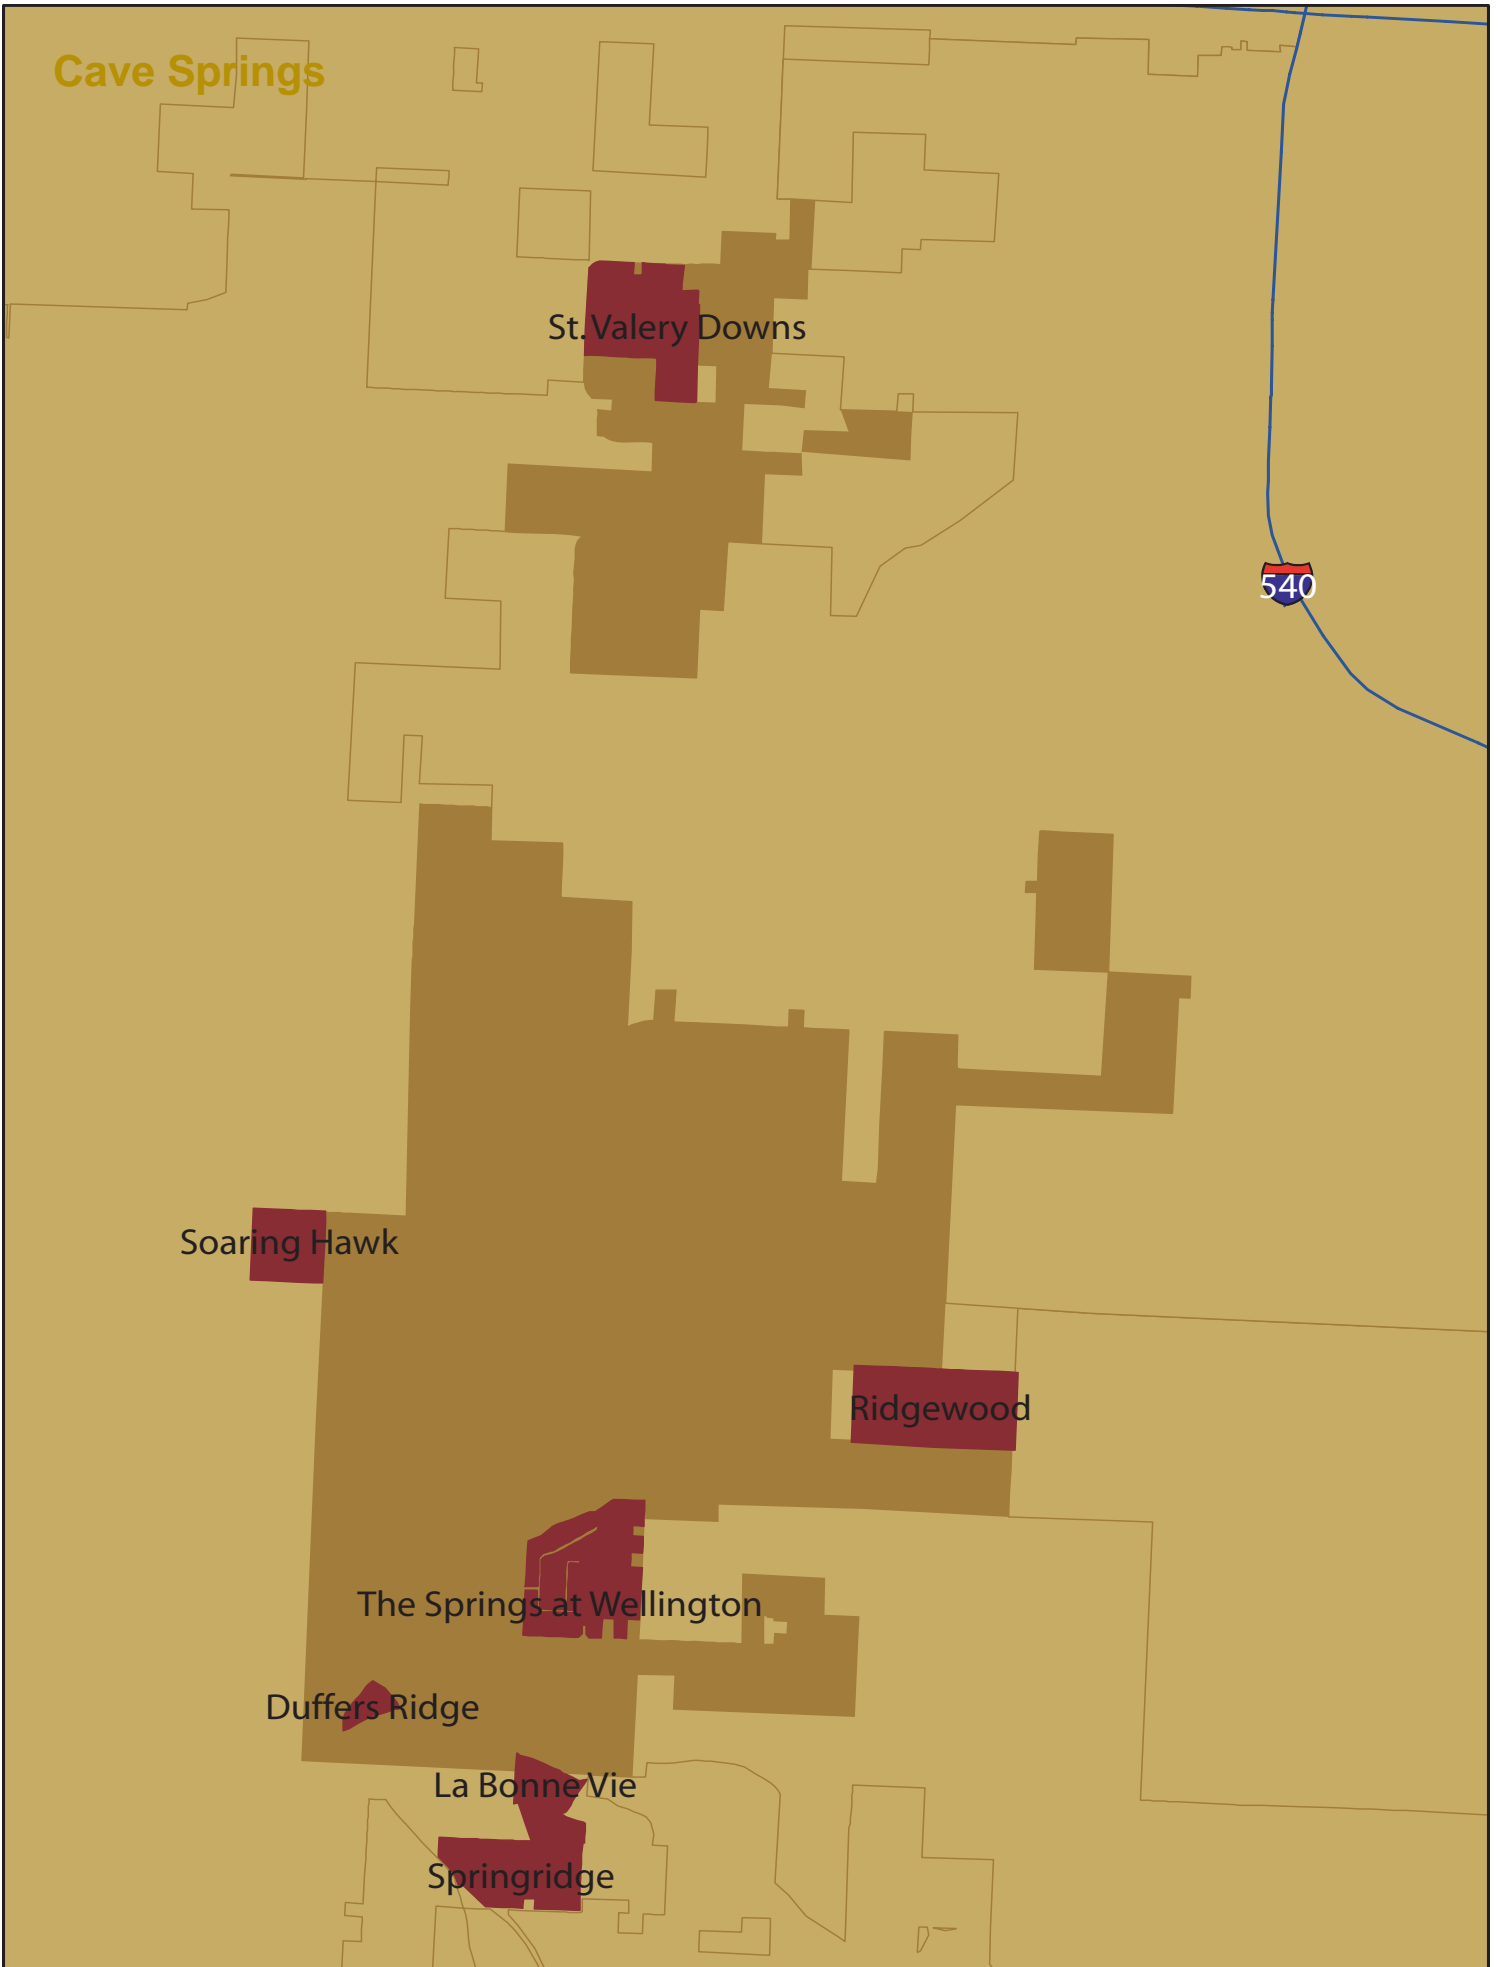 Cave Springs
St. Valery Downs
540
Soaring Hawk
Ridgewood
The Springs at Wellington
Duffers Ridge
La Bonne Vie
Springridge